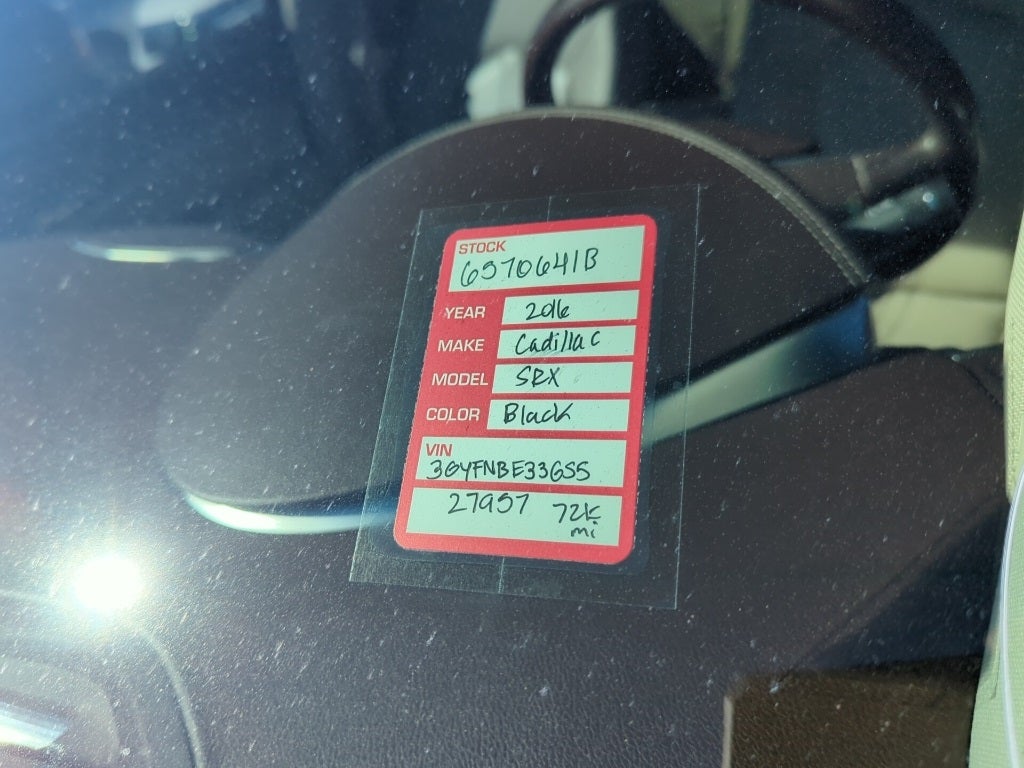 STOCK
6570641B
YEAR 2016
MAKE Cadillac
MODEL SRX
COLOR Black
VIN
3GYFNBE33GS5
27957 72K
mi